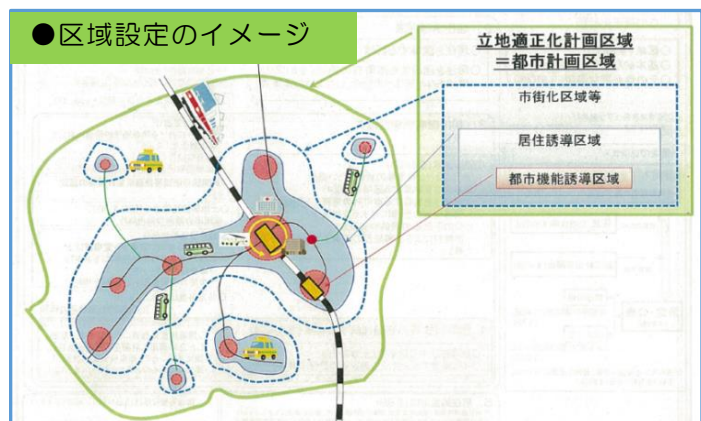 ●区域設定のイメージ
立地適正化計画区域
＝都市計画区域
市街化区域等
居住誘導区域
都市機能誘導区域